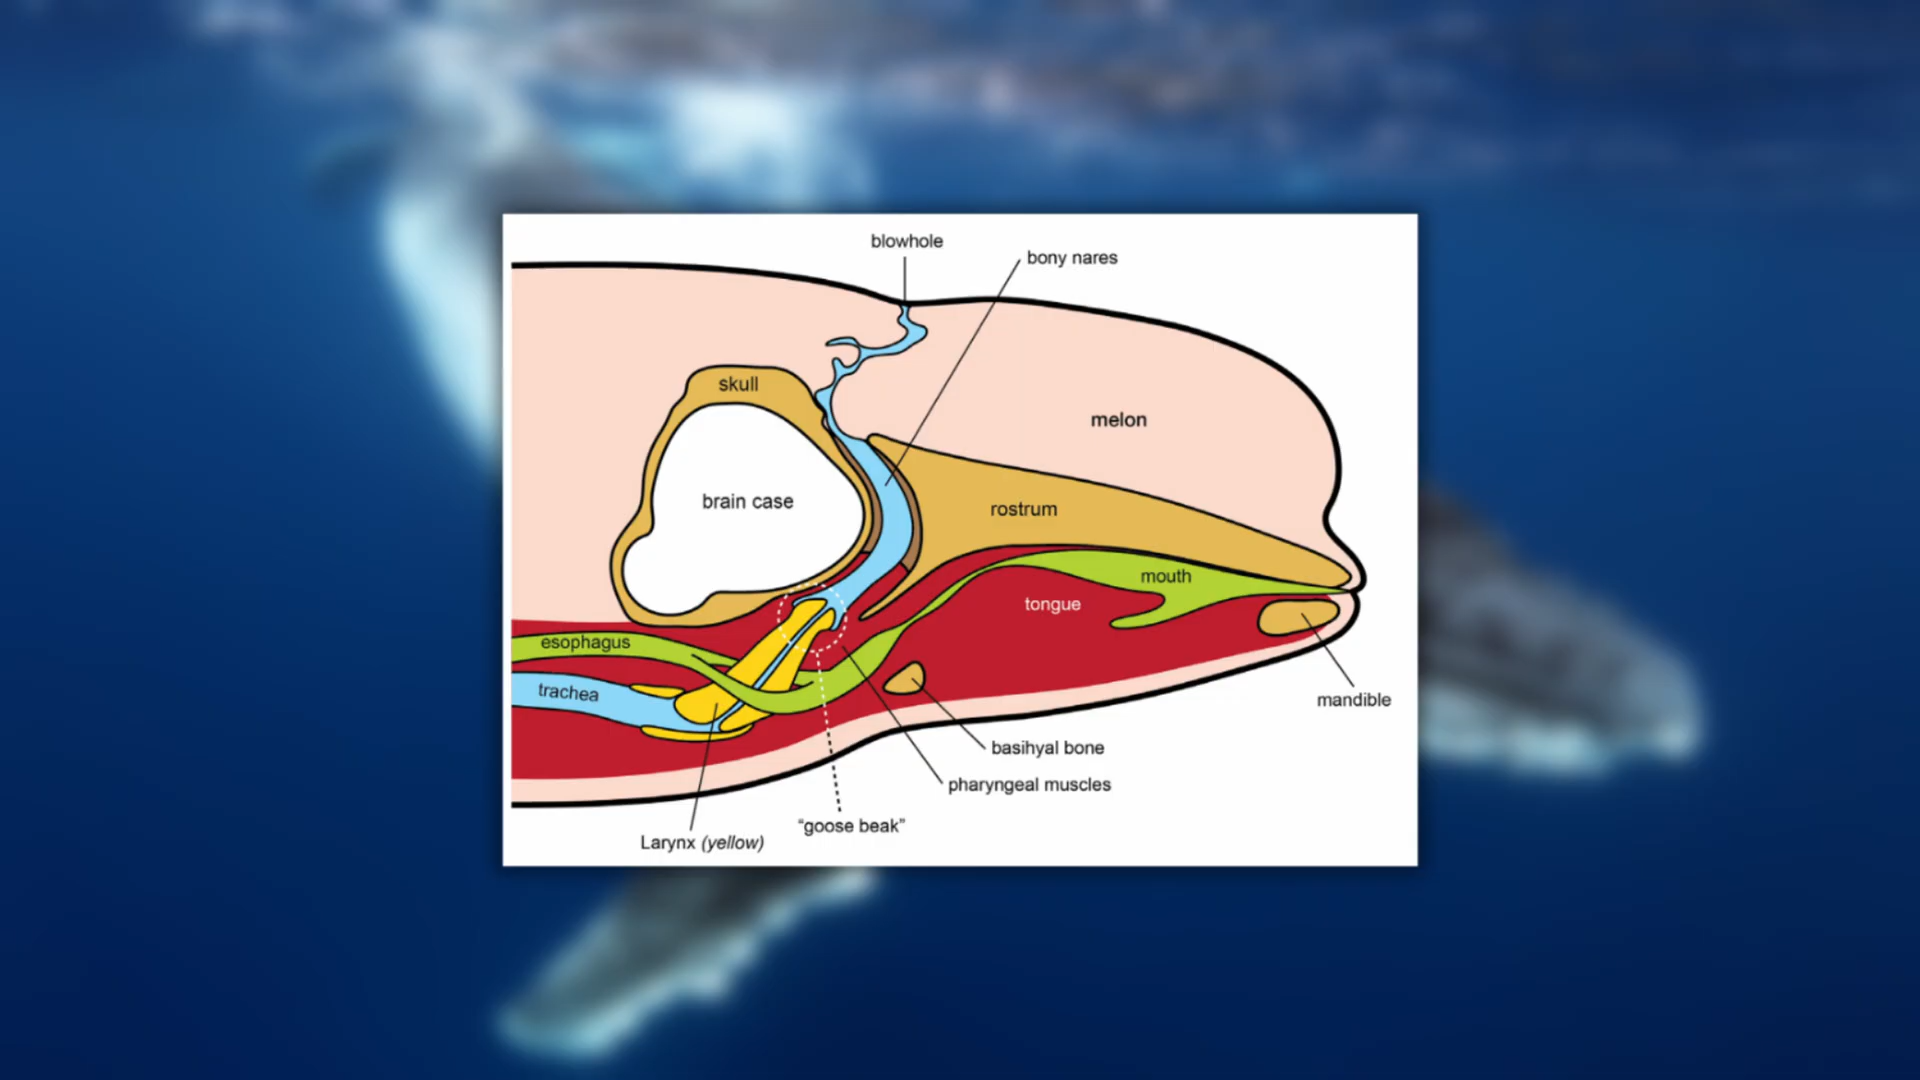 blowhole
bony nares
skull
melon
brain case
rostrum
mouth
tongue
esophagus
trachea
mandible
basihyal bone
pharyngeal muscles
“goose beak”
Larynx (yellow)